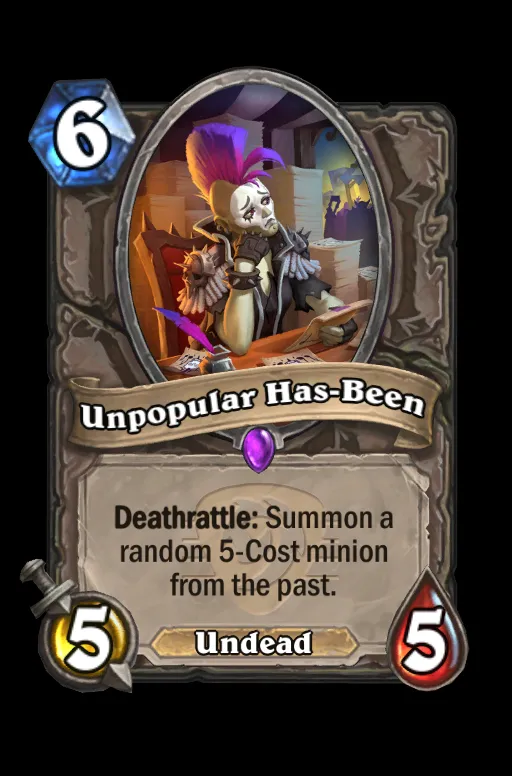 6
Unpopular Has-Been
Deathrattle: Summon a
random 5-Cost minion
from the past.
5
Undead
5